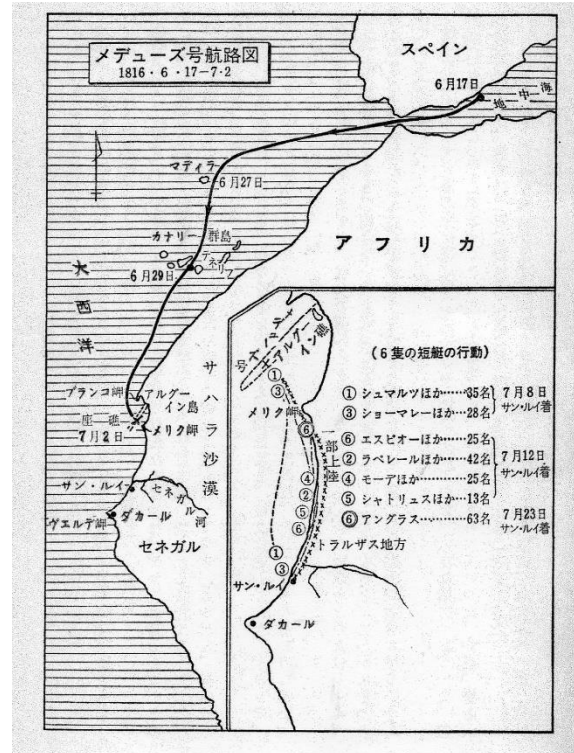 メデューズ号航路図
1816・6・17−7・2
スペイン
6月17日
地中海
マディラ
6月27日
カナリー群島
テネリフ
6月29日
大西洋
アフリカ
サハラ沙漠
ブランコ岬
アルグーイン島
座礁
7月2日
メリク岬
サン・ルイ
セネガル河
ヴェルデ岬
ダカール
セネガル
アルグーイン礁
(6隻の短艇の行動)
① シュマルツほか……35名
③ ショーマレーほか……28名
7月8日
サン・ルイ着
⑥ エスピオーほか……25名
② ラペレールほか……42名
④ モーデほか……25名
⑤ シャトリュスほか……13名
7月12日
サン・ルイ着
⑥ アングラス……63名
7月23日
サン・ルイ着
①
③
メリク岬
⑥
一部上陸
④
②
⑤
⑥
①
③
トラルザス地方
サン・ルイ
ダカール